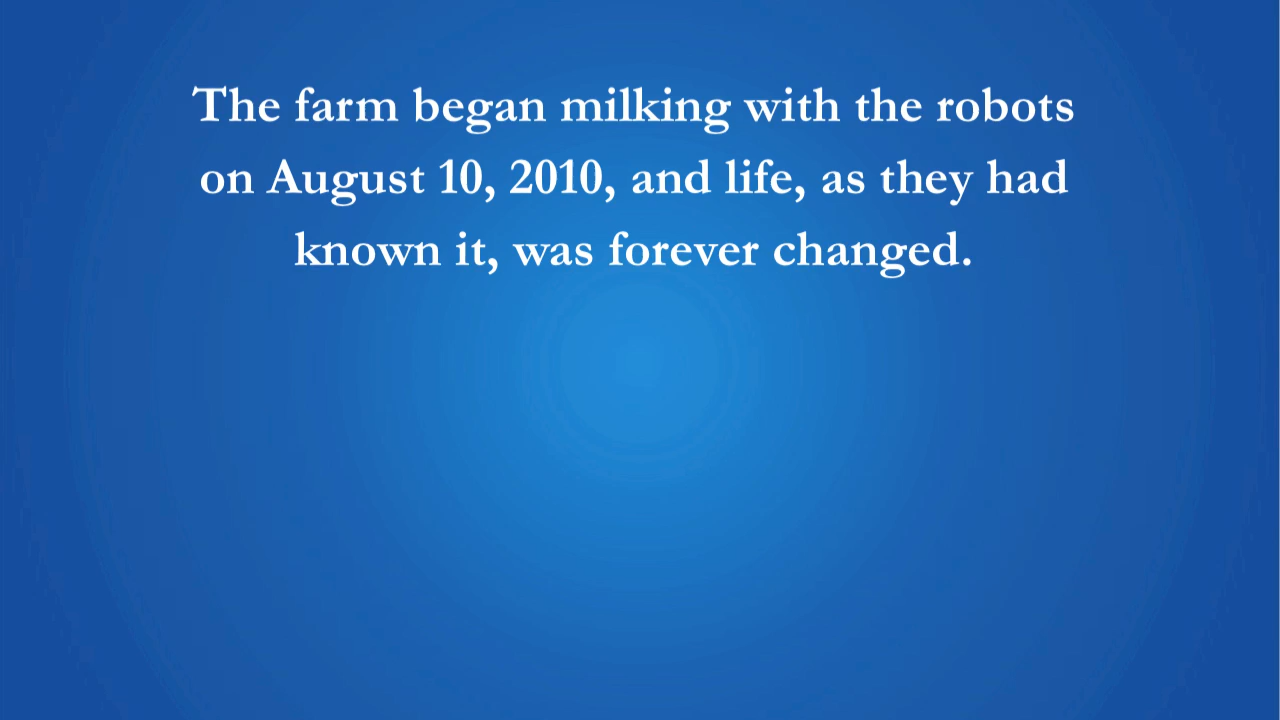 The farm began milking with the robots
on August 10, 2010, and life, as they had
known it, was forever changed.